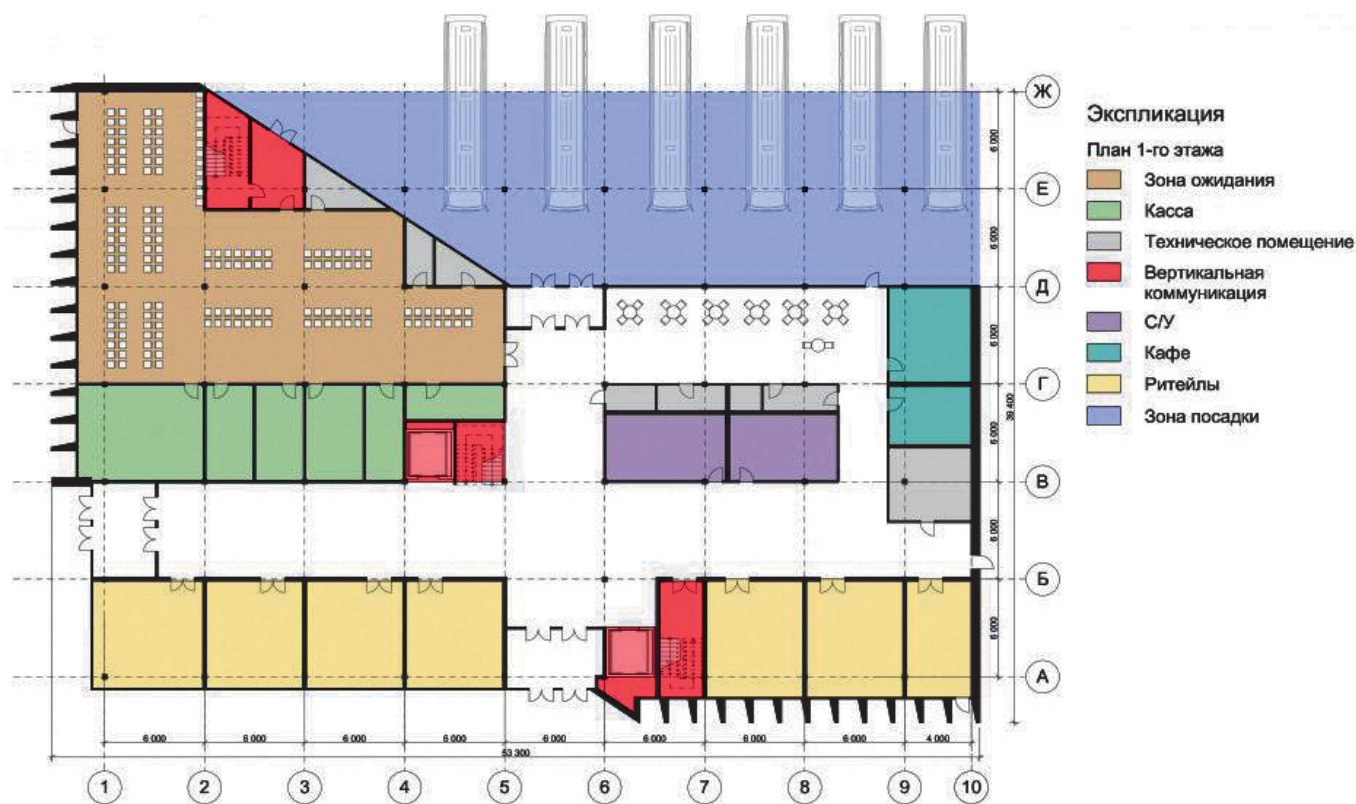 Ж
Е
Д
Г
В
Б
А
6 000
6 000
6 000
6 000
6 000
6 000
39 400
Экспликация
План 1-го этажа
Зона ожидания
Касса
Техническое помещение
Вертикальная
коммуникация
С/У
Кафе
Ритейлы
Зона посадки
6 000
6 000
6 000
6 000
6 000
6 000
6 000
6 000
4 000
53 300
1
2
3
4
5
6
7
8
9
10